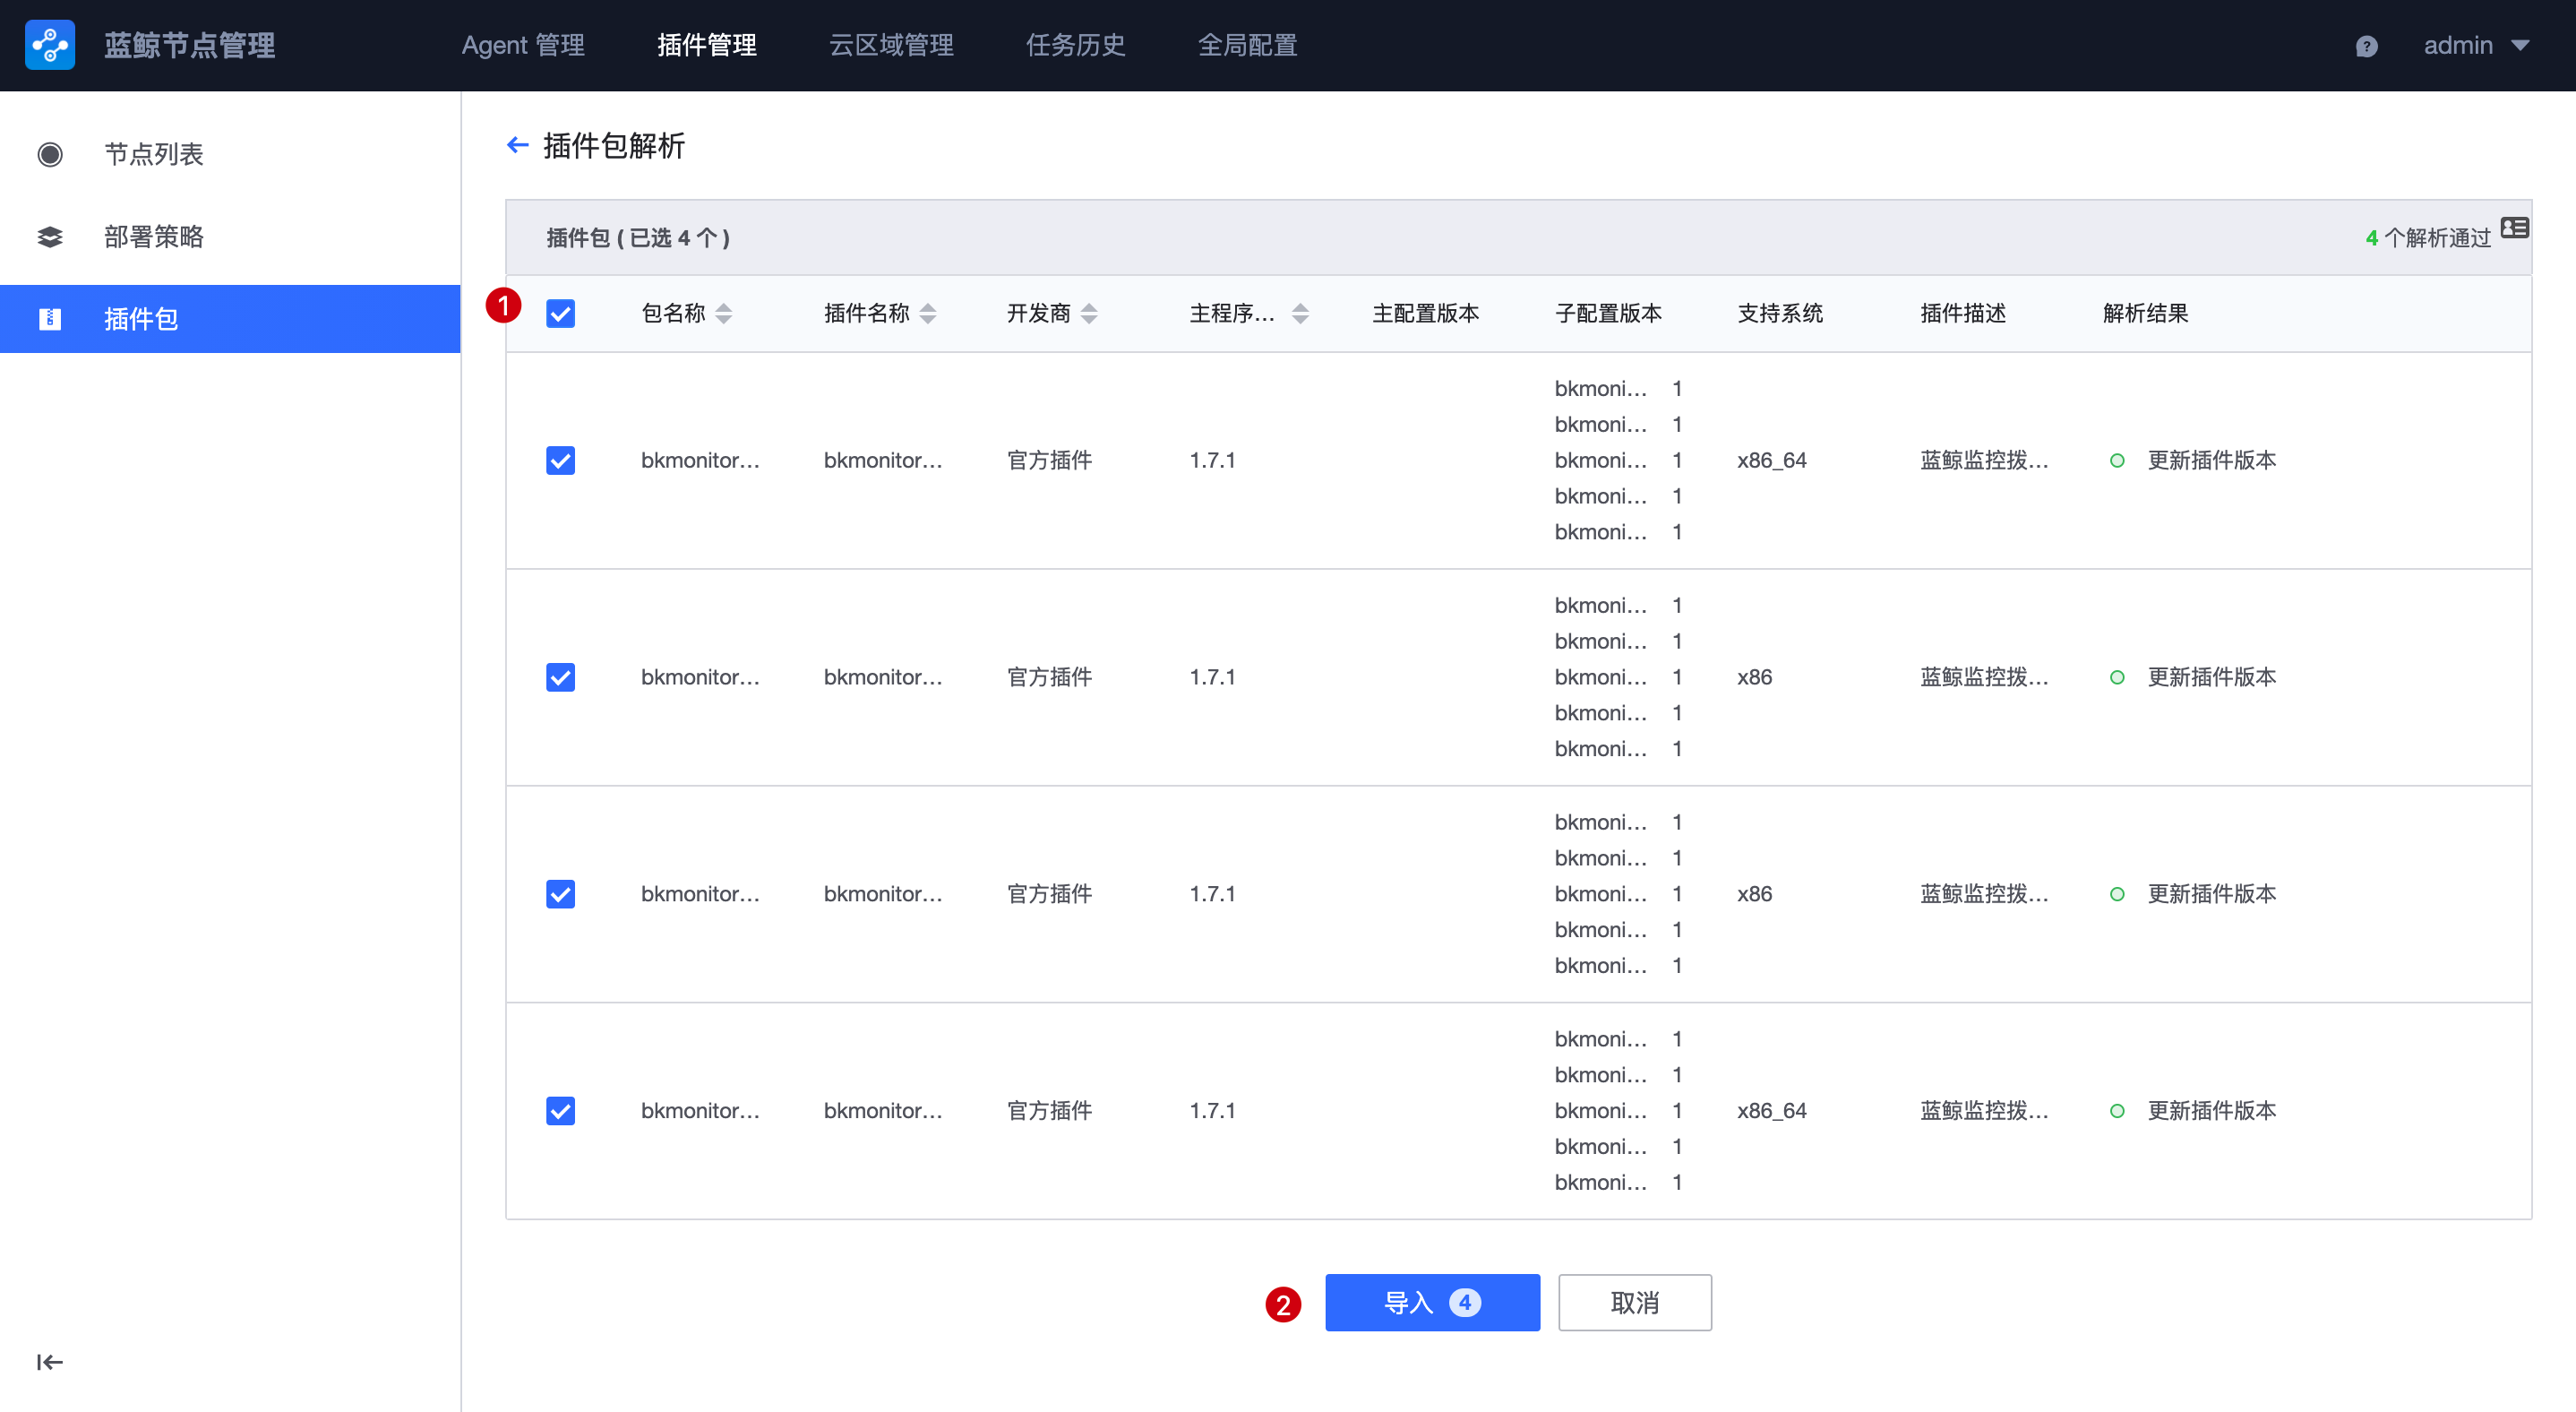 蓝鲸节点管理 Agent 管理 插件管理 云区域管理 任务历史 全局配置 ? admin
节点列表
部署策略
插件包
插件包解析
插件包 ( 已选 4 个 ) 4 个解析通过
1 包名称 插件名称 开发商 主程序... 主配置版本 子配置版本 支持系统 插件描述 解析结果
bkmoni... 1
bkmoni... 1
bkmonitor... bkmonitor... 官方插件 1.7.1 bkmoni... 1 x86_64 蓝鲸监控拨... 更新插件版本
bkmoni... 1
bkmoni... 1
bkmoni... 1
bkmoni... 1
bkmonitor... bkmonitor... 官方插件 1.7.1 bkmoni... 1 x86 蓝鲸监控拨... 更新插件版本
bkmoni... 1
bkmoni... 1
bkmoni... 1
bkmoni... 1
bkmonitor... bkmonitor... 官方插件 1.7.1 bkmoni... 1 x86 蓝鲸监控拨... 更新插件版本
bkmoni... 1
bkmoni... 1
bkmoni... 1
bkmoni... 1
bkmonitor... bkmonitor... 官方插件 1.7.1 bkmoni... 1 x86_64 蓝鲸监控拨... 更新插件版本
bkmoni... 1
bkmoni... 1
2 导入 4 取消